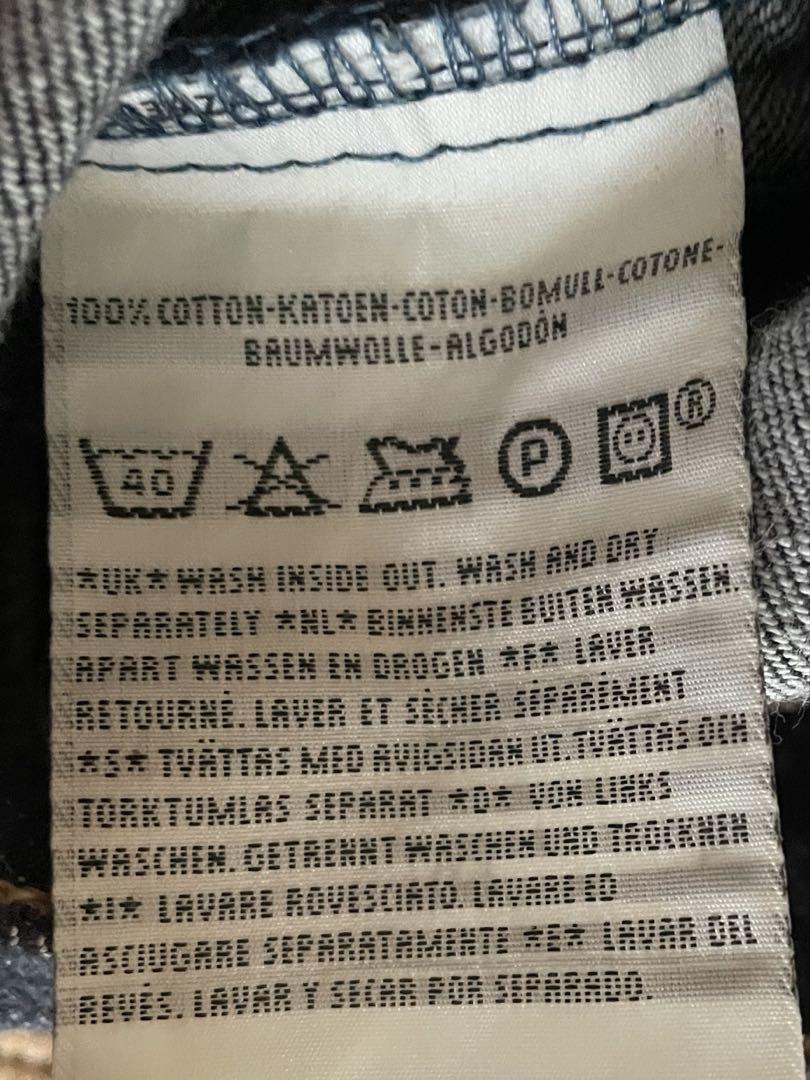 100% COTTON-KATOEN-COTON-BOMULL-COTONE-
BAUMWOLLE-ALGODÒN
40 P ®
*UK* WASH INSIDE OUT. WASH AND DRY
SEPARATELY *NL* BINNENSTE BUITEN WASSEN.
APART WASSEN EN DROGEN *F* LAVER
RETOURNÉ. LAVER ET SÈCHER SÉPARÉMENT
*S* TVÄTTAS MED AVIGSIDAN UT.TVÄTTAS OCH
TORKTUMLAS SEPARAT *D* VON LINKS
WASCHEN. GETRENNT WASCHEN UND TROCKNEN
*I* LAVARE ROVESCIATO. LAVARE ED
ASCIUGARE SEPARATAMENTE *E* LAVAR DEL
REVÉS. LAVAR Y SECAR POR SEPARADO.